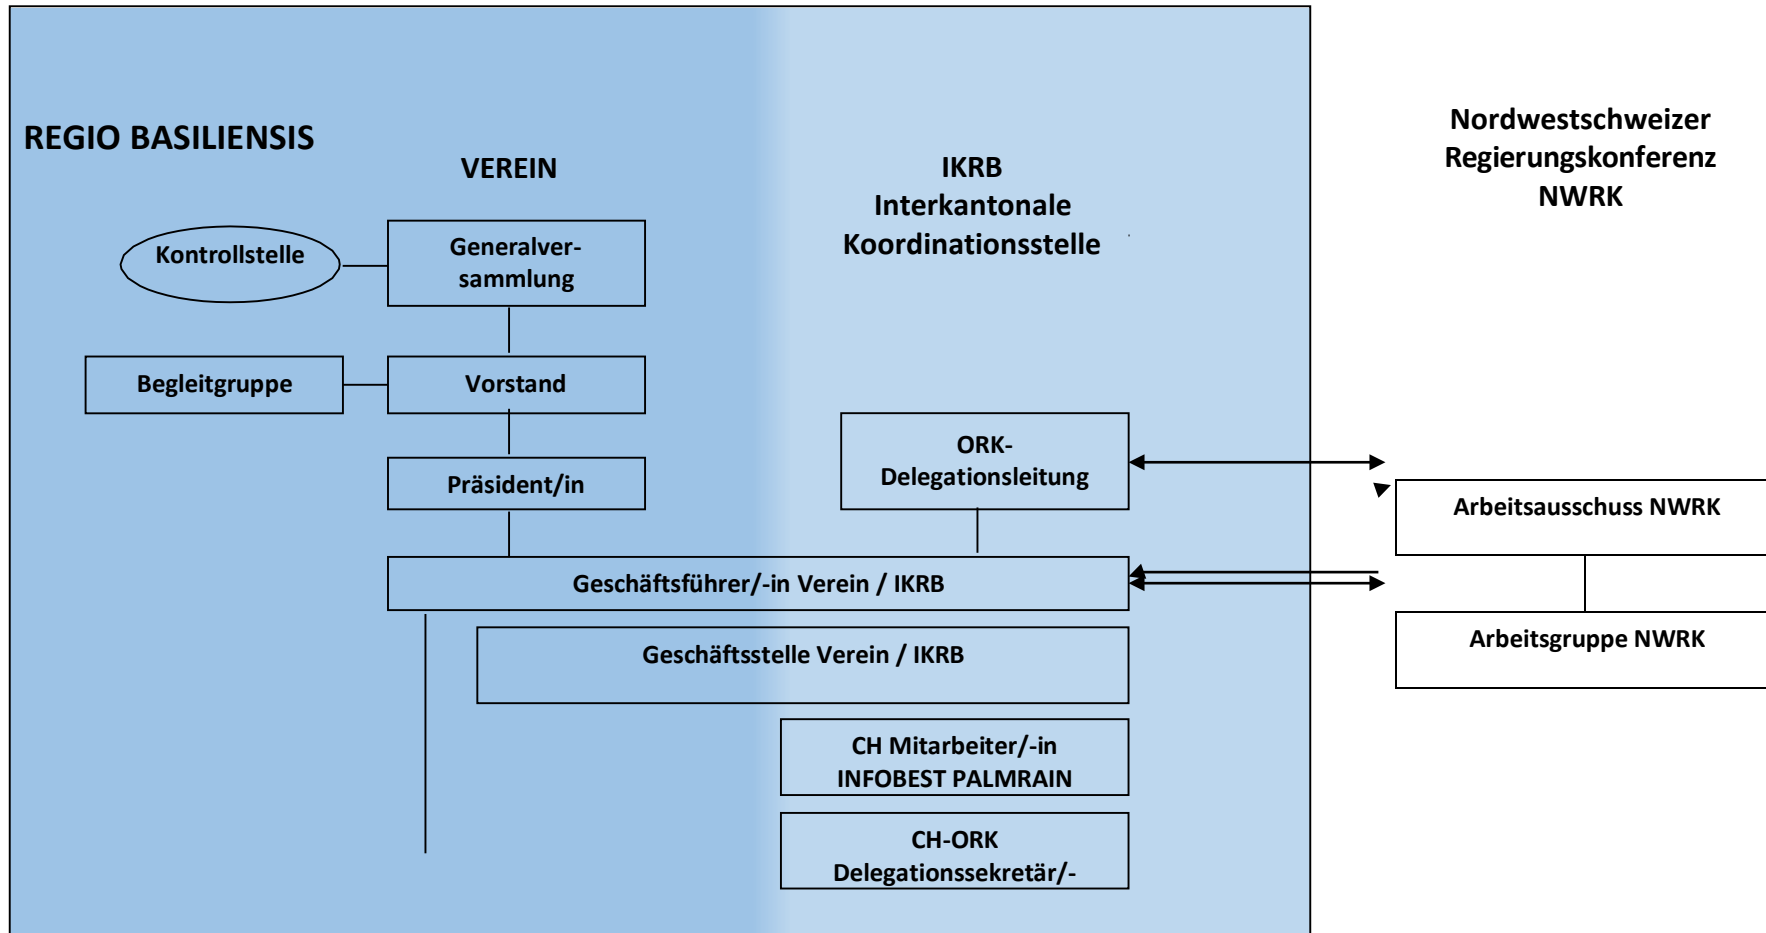 REGIO BASILIENSIS
VEREIN
IKRB
Interkantonale
Koordinationsstelle
Nordwestschweizer
Regierungskonferenz
NWRK
Kontrollstelle
Generalver-
sammlung
Begleitgruppe
Vorstand
Präsident/in
ORK-
Delegationsleitung
Arbeitsausschuss NWRK
Geschäftsführer/-in Verein / IKRB
Geschäftsstelle Verein / IKRB
Arbeitsgruppe NWRK
CH Mitarbeiter/-in
INFOBEST PALMRAIN
CH-ORK
Delegationssekretär/-